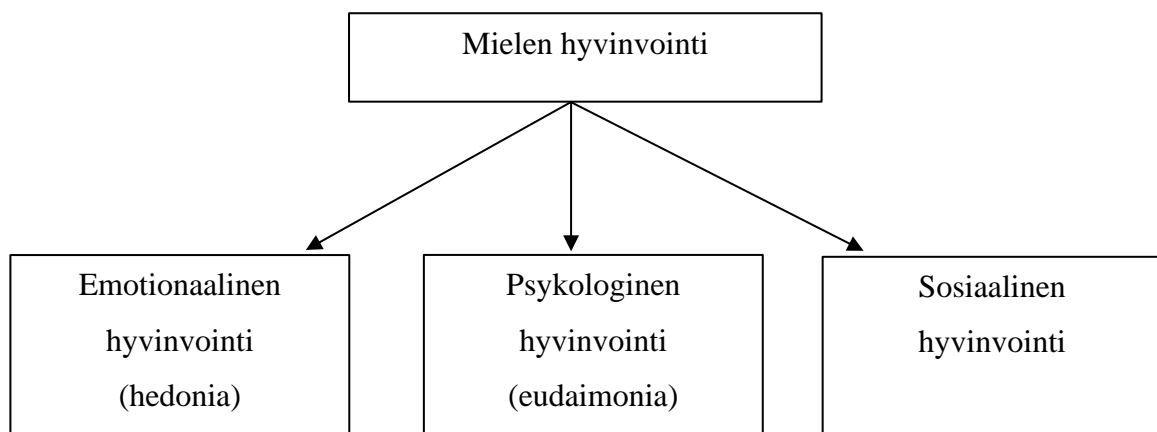 Mielen hyvinvointi
Emotionaalinen
hyvinvointi
(hedonia)
Psykologinen
hyvinvointi
(eudaimonia)
Sosiaalinen
hyvinvointi